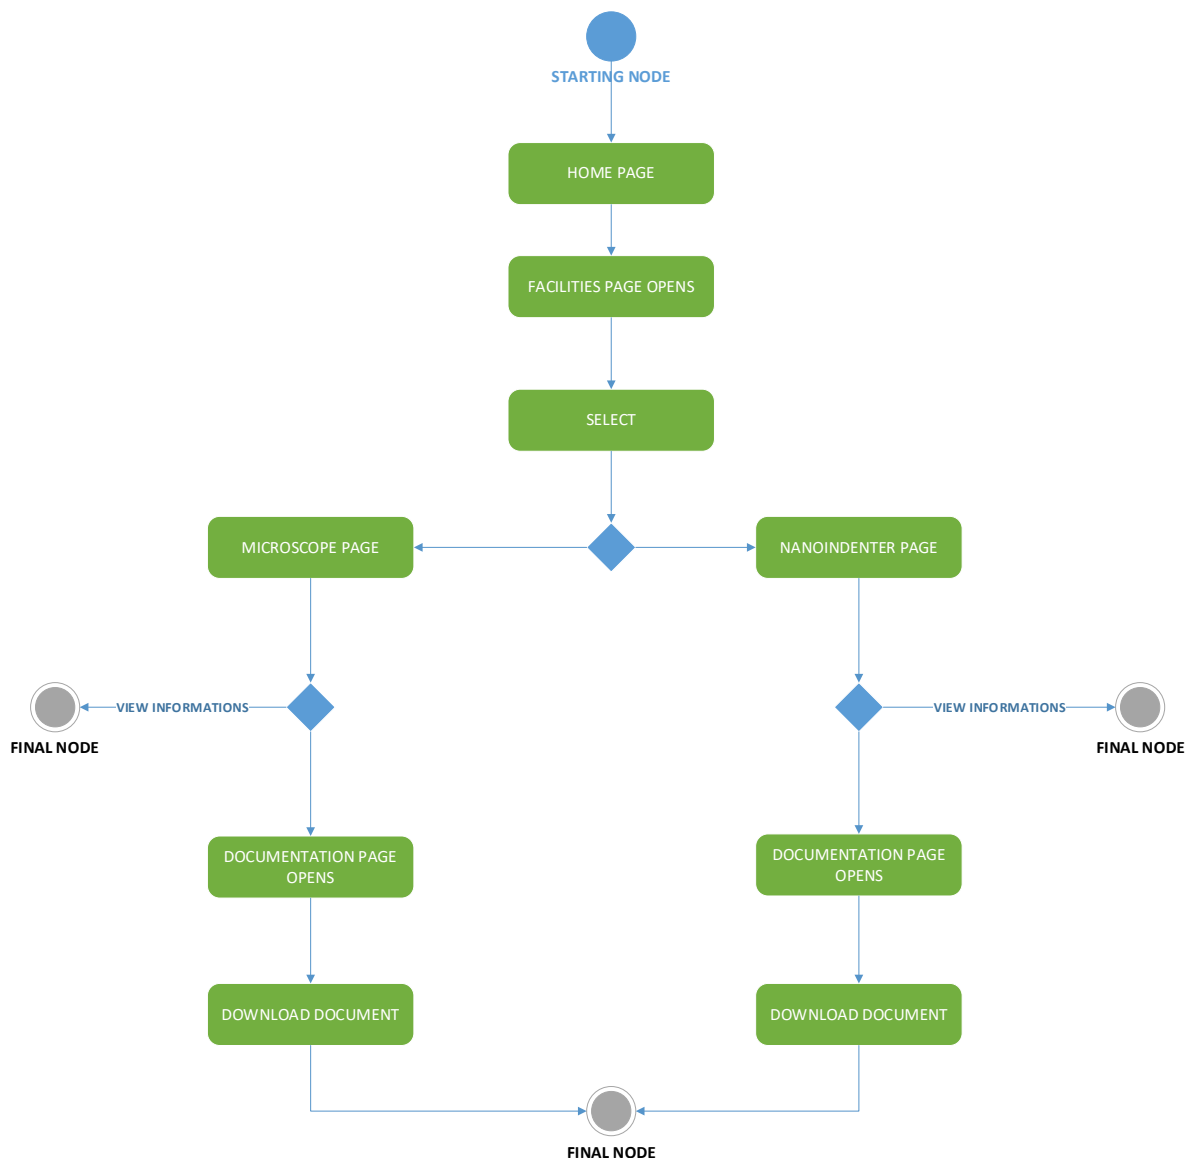 STARTING NODE
HOME PAGE
FACILITIES PAGE OPENS
SELECT
MICROSCOPE PAGE
NANOINDENTER PAGE
VIEW INFORMATIONS
VIEW INFORMATIONS
FINAL NODE
FINAL NODE
DOCUMENTATION PAGE
OPENS
DOCUMENTATION PAGE
OPENS
DOWNLOAD DOCUMENT
DOWNLOAD DOCUMENT
FINAL NODE